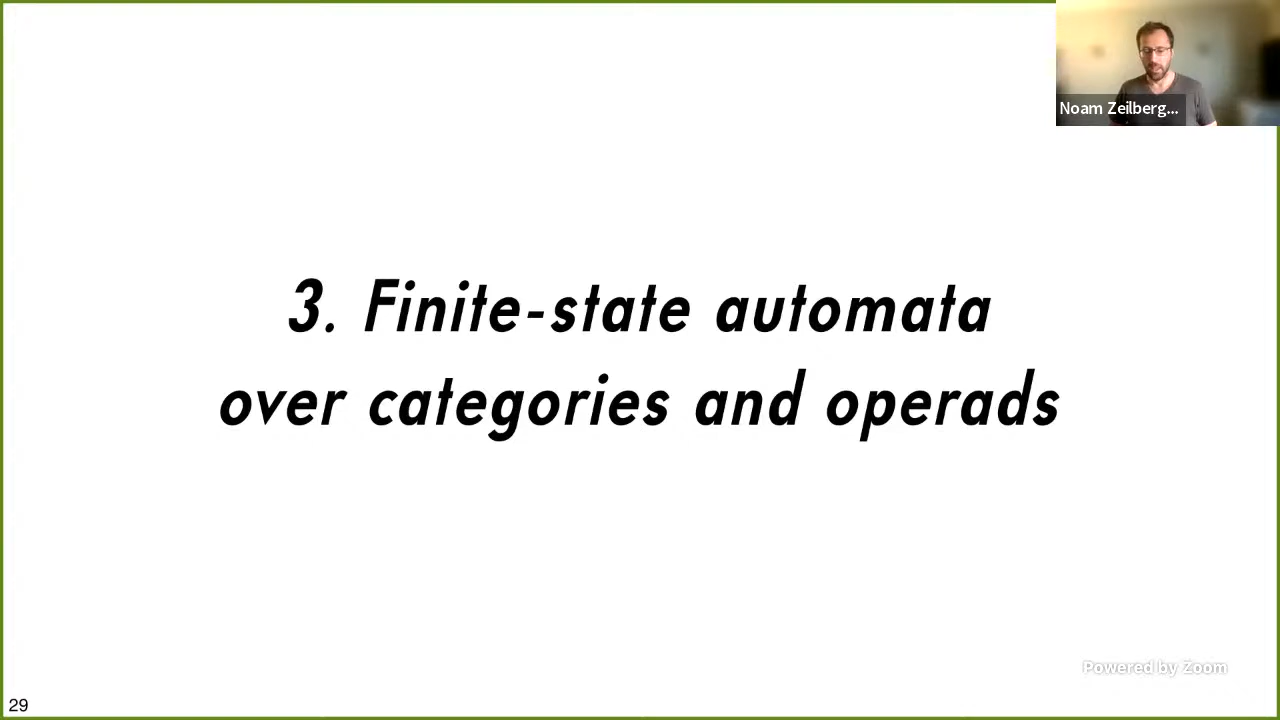 Noam Zeilberg...
3. Finite-state automata
over categories and operads
Powered by Zoom
29